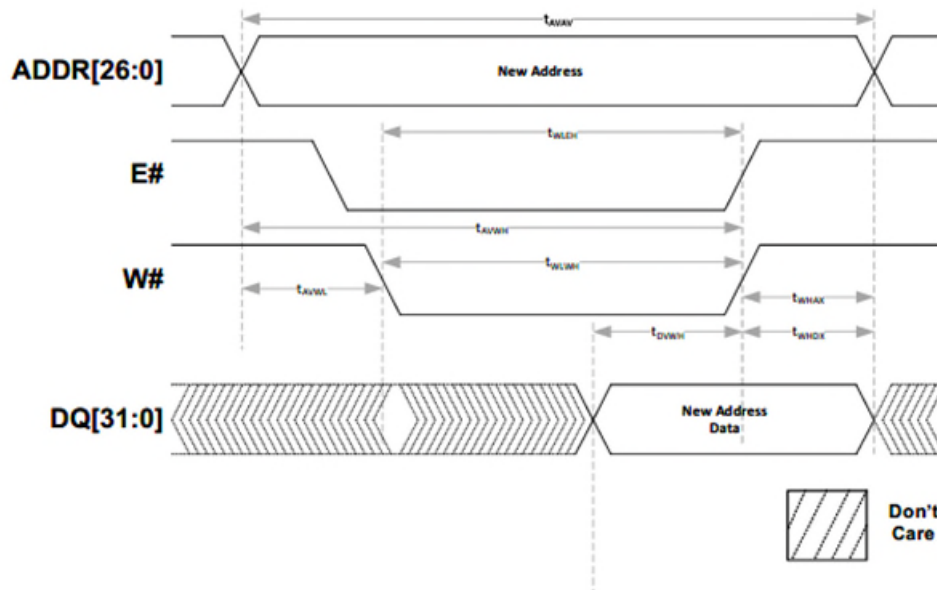 tAVAV
ADDR[26:0]
New Address
tWLEH
E#
tAVWH
W#
tWLWH
tAVWL
tWHAX
tDVWH
tWHDX
DQ[31:0]
New Address
Data
Don't
Care